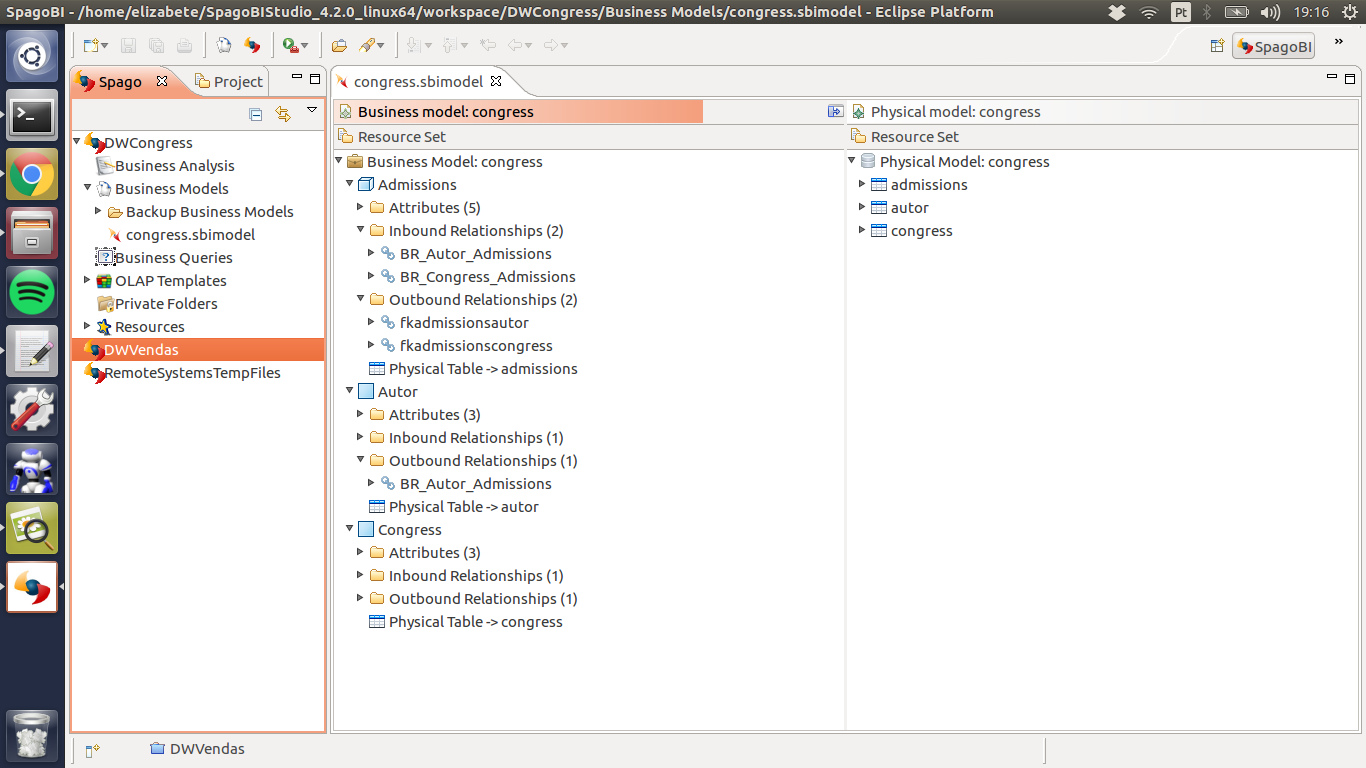 SpagoBI - /home/elizabete/SpagoBIStudio_4.2.0_linux64/workspace/DWCongress/Business Models/congress.sbimodel - Eclipse Platform
Pt
19:16
SpagoBI
Spago
Project
congress.sbimodel
DWCongress
Business Analysis
Business Models
Backup Business Models
congress.sbimodel
Business Queries
OLAP Templates
Private Folders
Resources
DWVendas
RemoteSystemsTempFiles
Business model: congress
Resource Set
Business Model: congress
Admissions
Attributes (5)
Inbound Relationships (2)
BR_Autor_Admissions
BR_Congress_Admissions
Outbound Relationships (2)
fkadmissionsautor
fkadmissionscongress
Physical Table -> admissions
Autor
Attributes (3)
Inbound Relationships (1)
Outbound Relationships (1)
BR_Autor_Admissions
Physical Table -> autor
Congress
Attributes (3)
Inbound Relationships (1)
Outbound Relationships (1)
Physical Table -> congress
Physical model: congress
Resource Set
Physical Model: congress
admissions
autor
congress
DWVendas